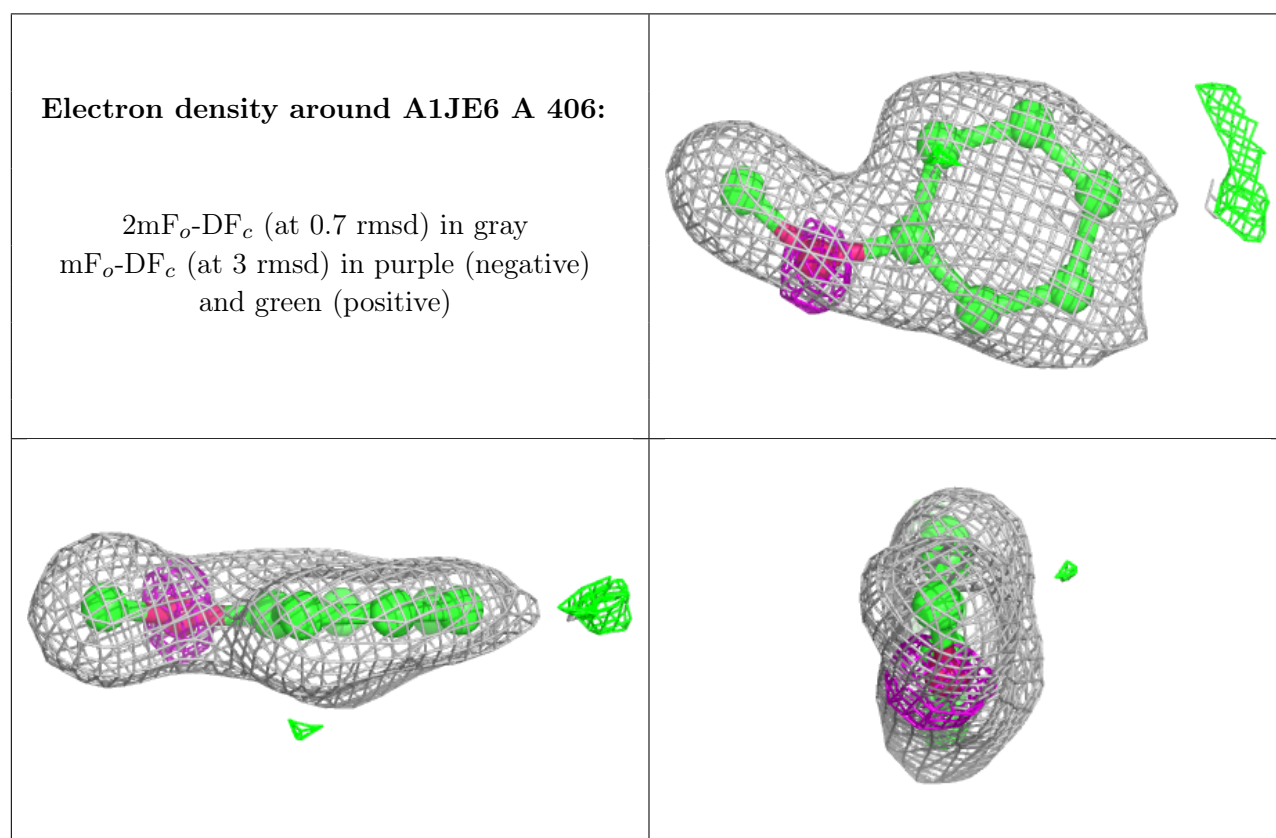 Electron density around A1JE6 A 406:
2mFₒ-DF𝑐 (at 0.7 rmsd) in gray
mFₒ-DF𝑐 (at 3 rmsd) in purple (negative)
and green (positive)